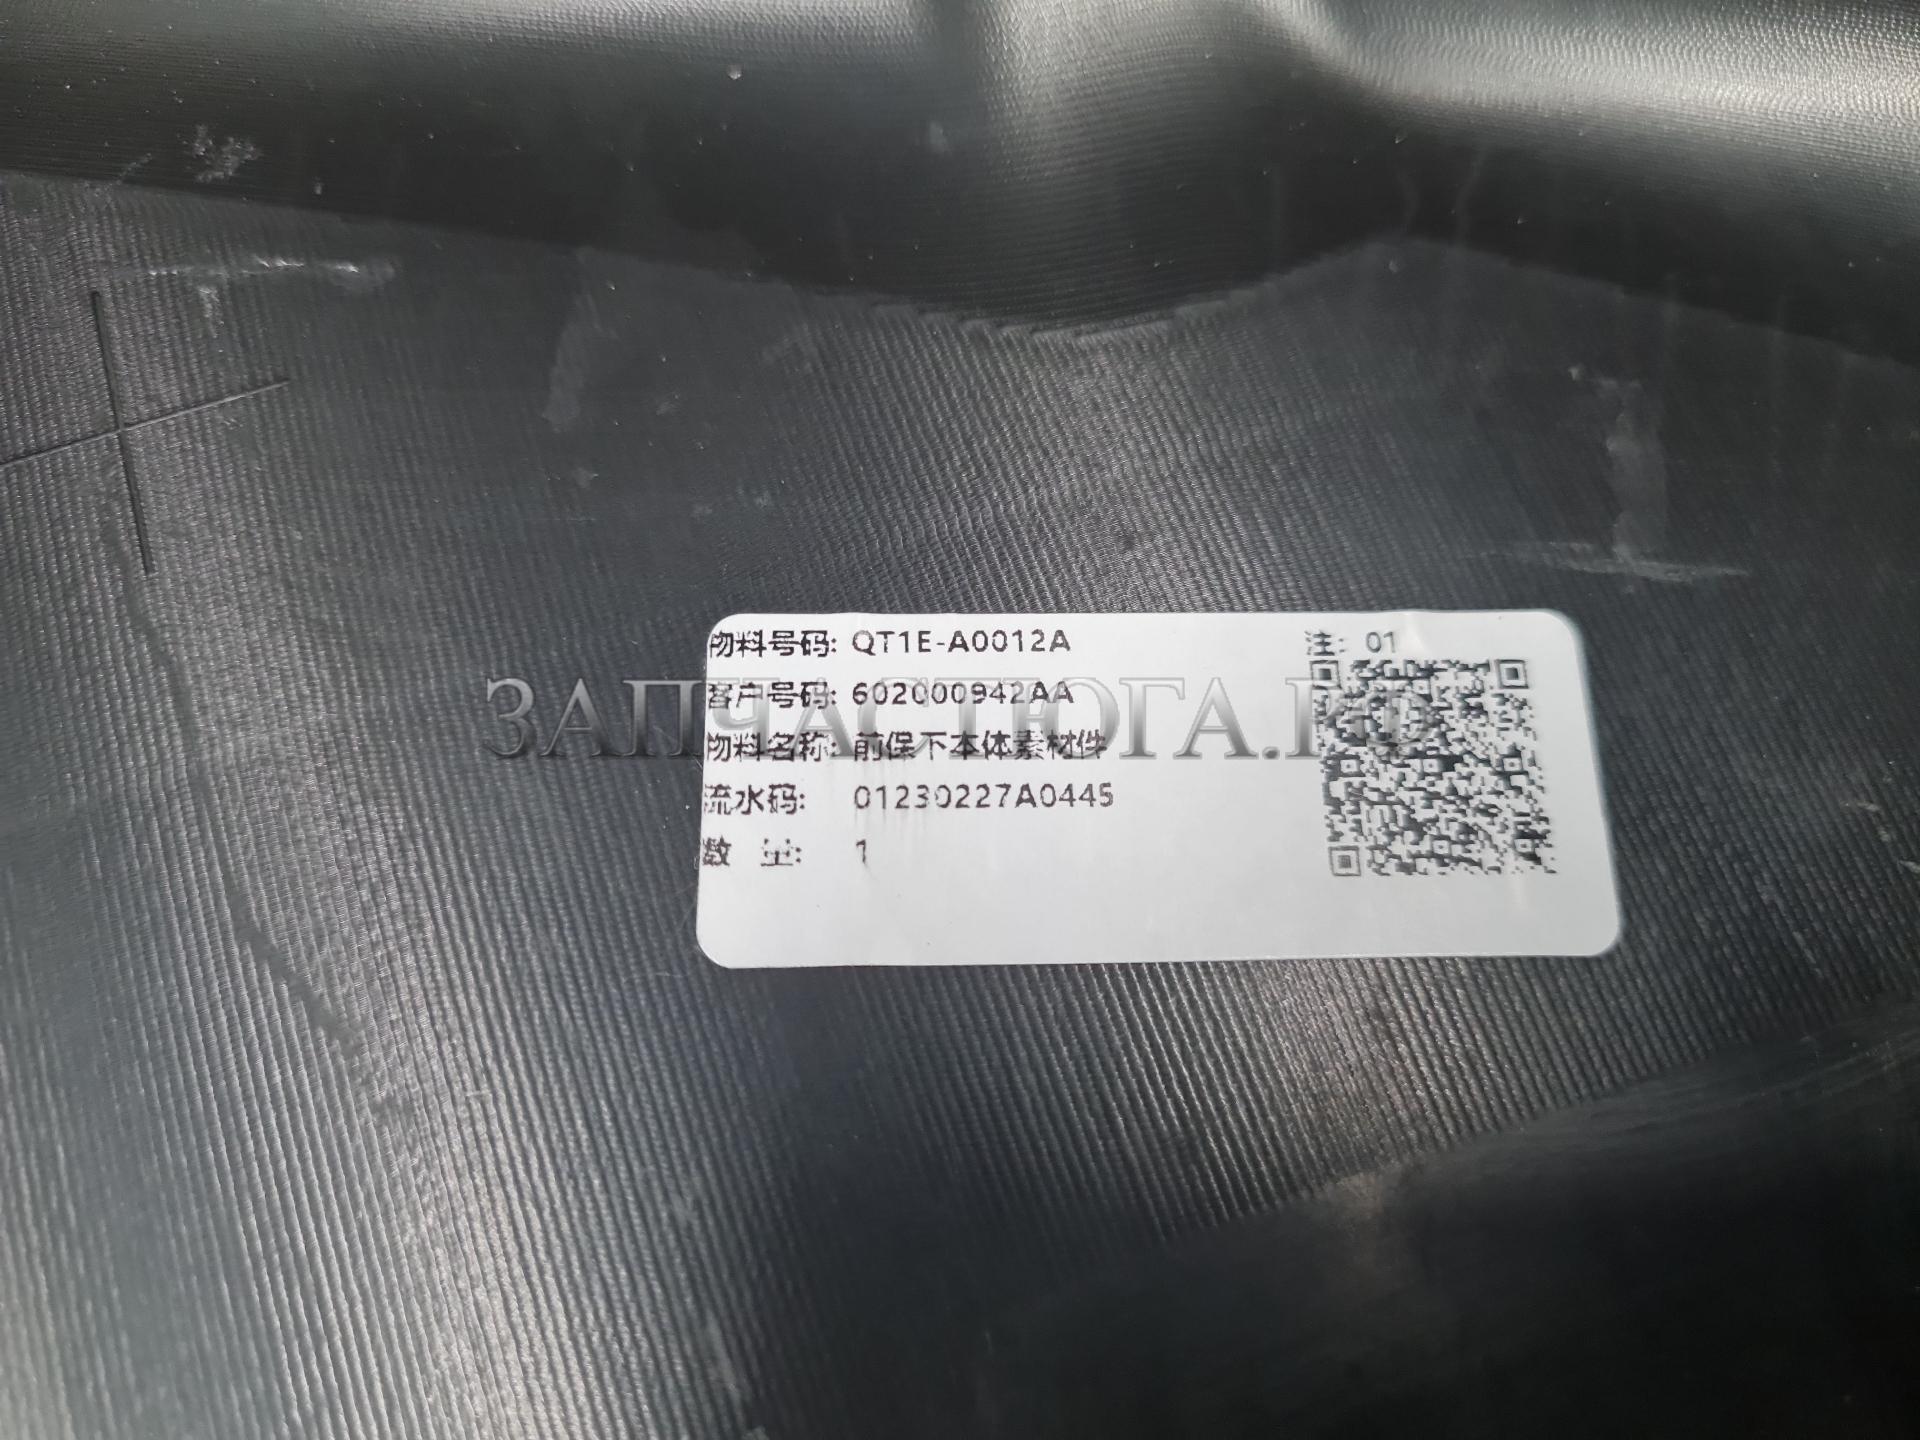 物料号码: QT1E-A0012A 注: 01
客户号码: 602000942AA
ЗАПЧАСТЮГА.РФ
物料名称: 前保下本体素材件
流水码: 01230227A0445
数 量: 1